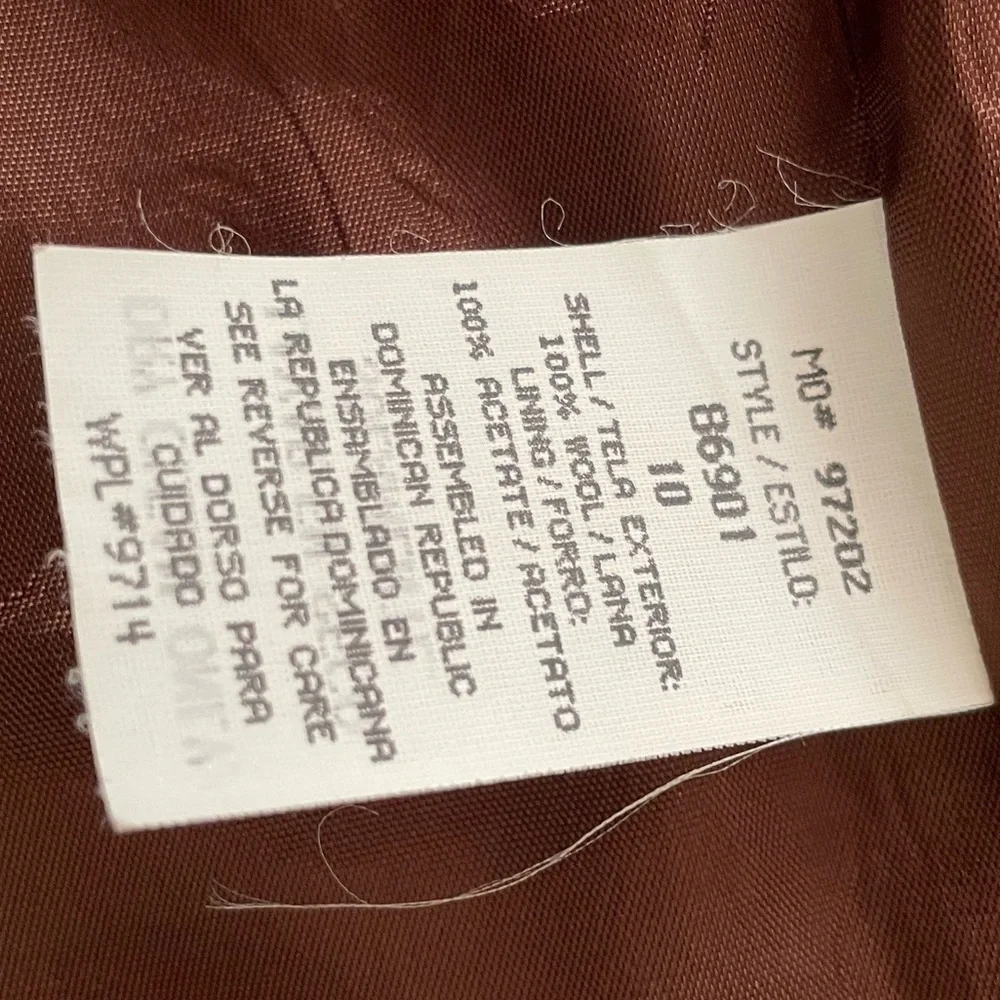 MO# 97202
STYLE / ESTILO:
86901
10
SHELL / TELA EXTERIOR:
100% WOOL / LANA
LINING / FORRO:
100% ACETATE / ACETATO
ASSEMBLED IN
DOMINICAN REPUBLIC
ENSAMBLADO EN
LA REPUBLICA DOMINICANA
SEE REVERSE FOR CARE
VER AL DORSO PARA
CUIDADO
WPL #9714